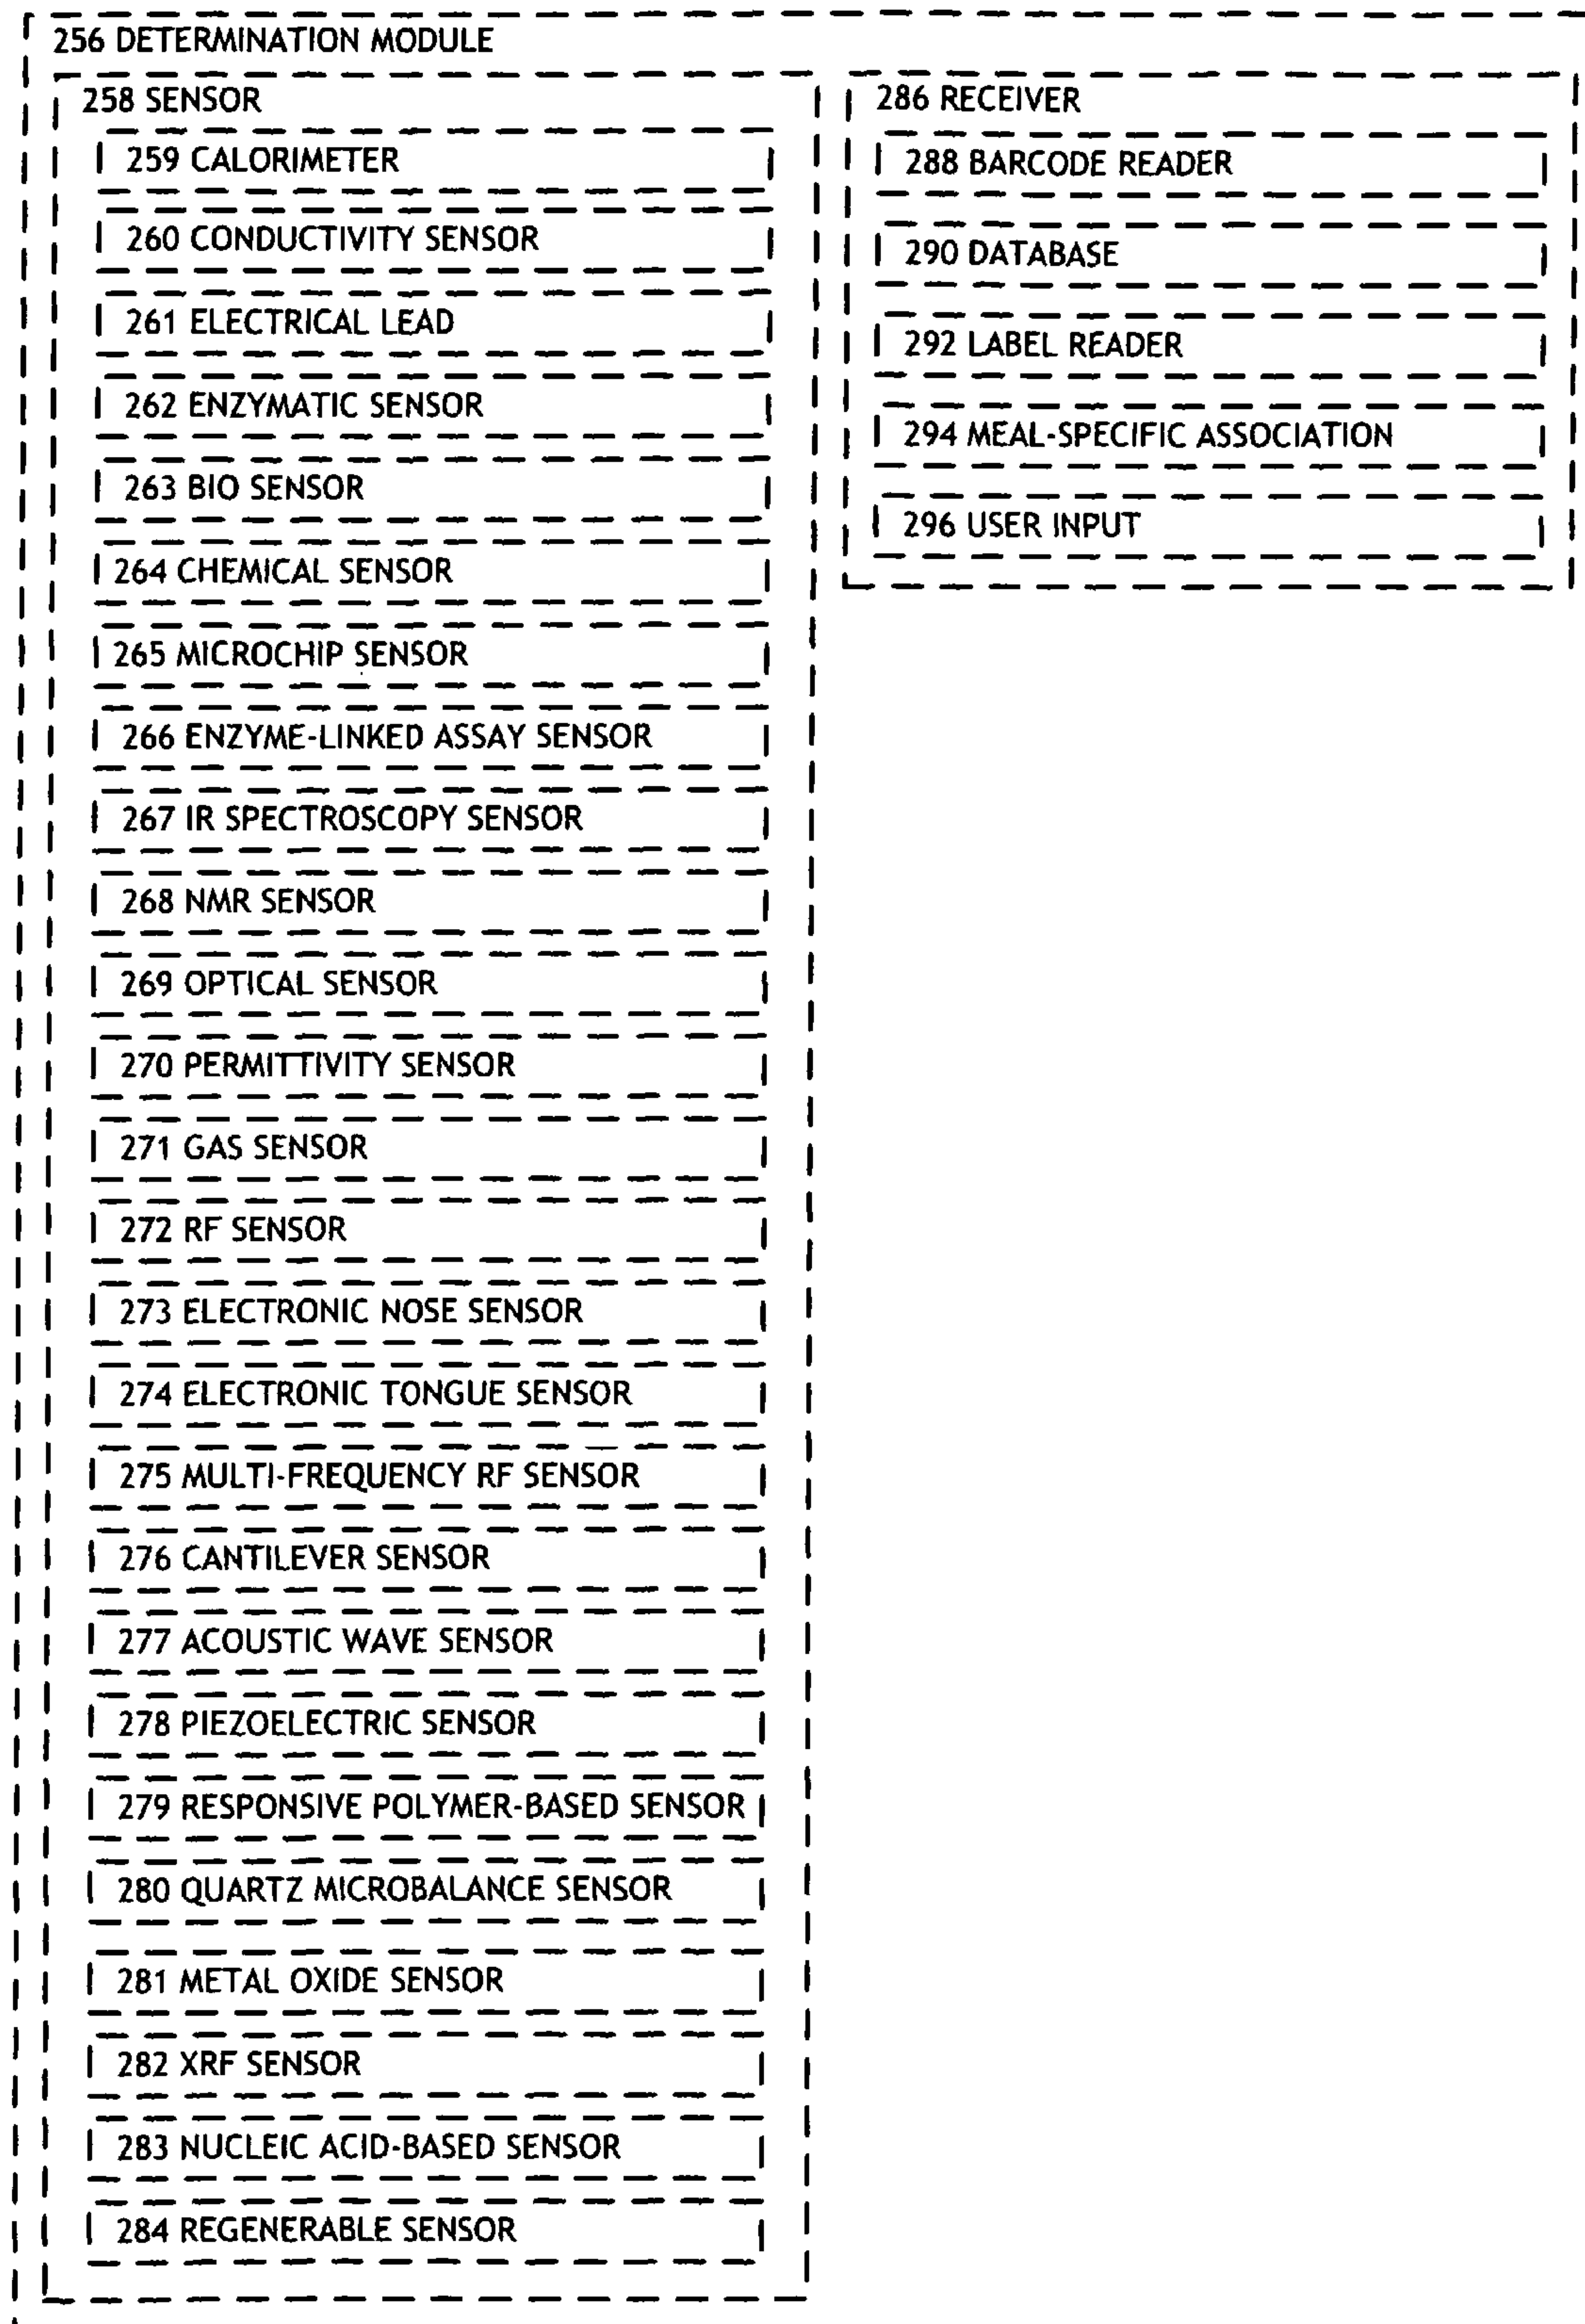 256 DETERMINATION MODULE
258 SENSOR
259 CALORIMETER
260 CONDUCTIVITY SENSOR
261 ELECTRICAL LEAD
262 ENZYMATIC SENSOR
263 BIO SENSOR
264 CHEMICAL SENSOR
265 MICROCHIP SENSOR
266 ENZYME-LINKED ASSAY SENSOR
267 IR SPECTROSCOPY SENSOR
268 NMR SENSOR
269 OPTICAL SENSOR
270 PERMITTIVITY SENSOR
271 GAS SENSOR
272 RF SENSOR
273 ELECTRONIC NOSE SENSOR
274 ELECTRONIC TONGUE SENSOR
275 MULTI-FREQUENCY RF SENSOR
276 CANTILEVER SENSOR
277 ACOUSTIC WAVE SENSOR
278 PIEZOELECTRIC SENSOR
279 RESPONSIVE POLYMER-BASED SENSOR
280 QUARTZ MICROBALANCE SENSOR
281 METAL OXIDE SENSOR
282 XRF SENSOR
283 NUCLEIC ACID-BASED SENSOR
284 REGENERABLE SENSOR
286 RECEIVER
288 BARCODE READER
290 DATABASE
292 LABEL READER
294 MEAL-SPECIFIC ASSOCIATION
296 USER INPUT